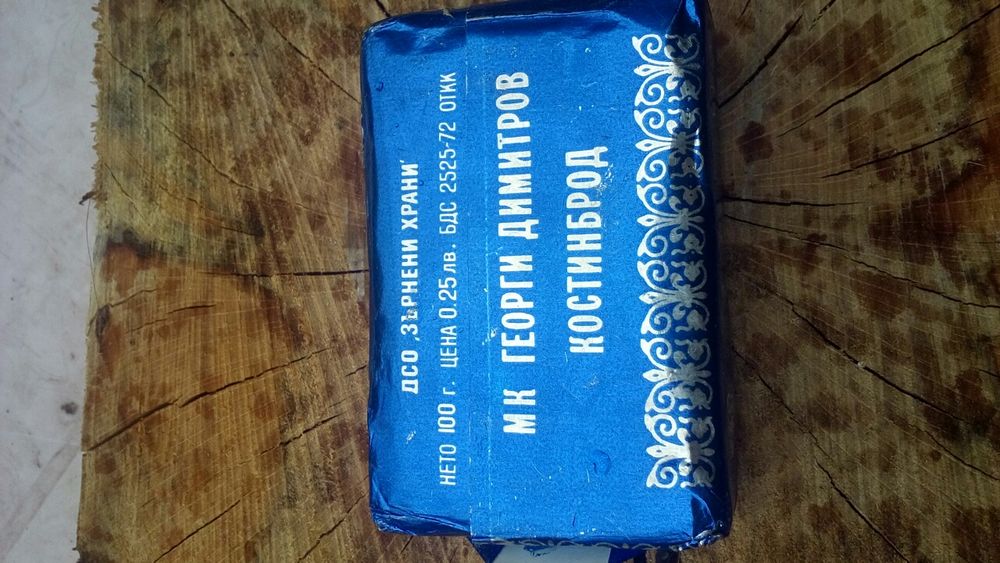 ДСО „ЗЪРНЕНИ ХРАНИ"
НЕТО 100 г. ЦЕНА 0.25 лв. БДС 2525-72 ОТКК
МК ГЕОРГИ ДИМИТРОВ
КОСТИНБРОД